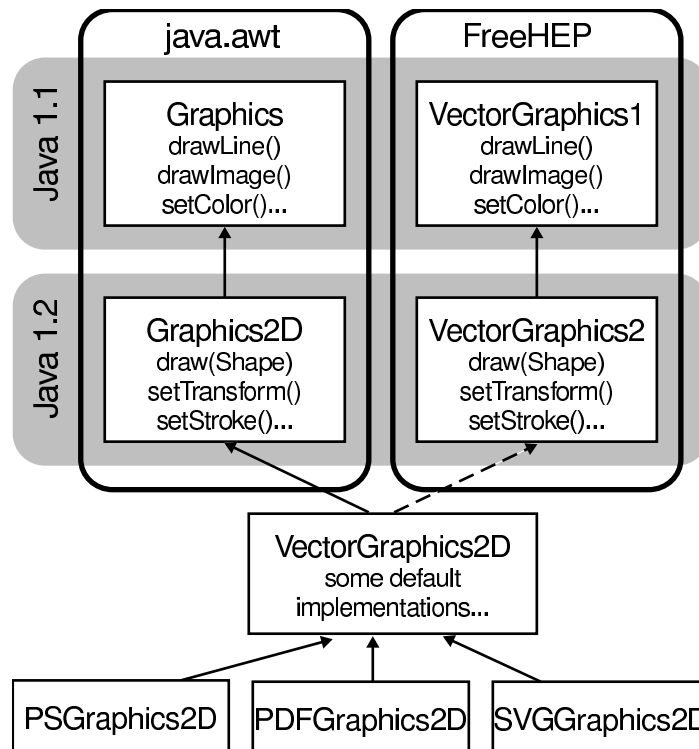 java.awt
FreeHEP
Java 1.1
Graphics
drawLine()
drawImage()
setColor()...
VectorGraphics1
drawLine()
drawImage()
setColor()...
Java 1.2
Graphics2D
draw(Shape)
setTransform()
setStroke()...
VectorGraphics2
draw(Shape)
setTransform()
setStroke()...
VectorGraphics2D
some default
implementations...
PSGraphics2D
PDFGraphics2D
SVGGraphics2D